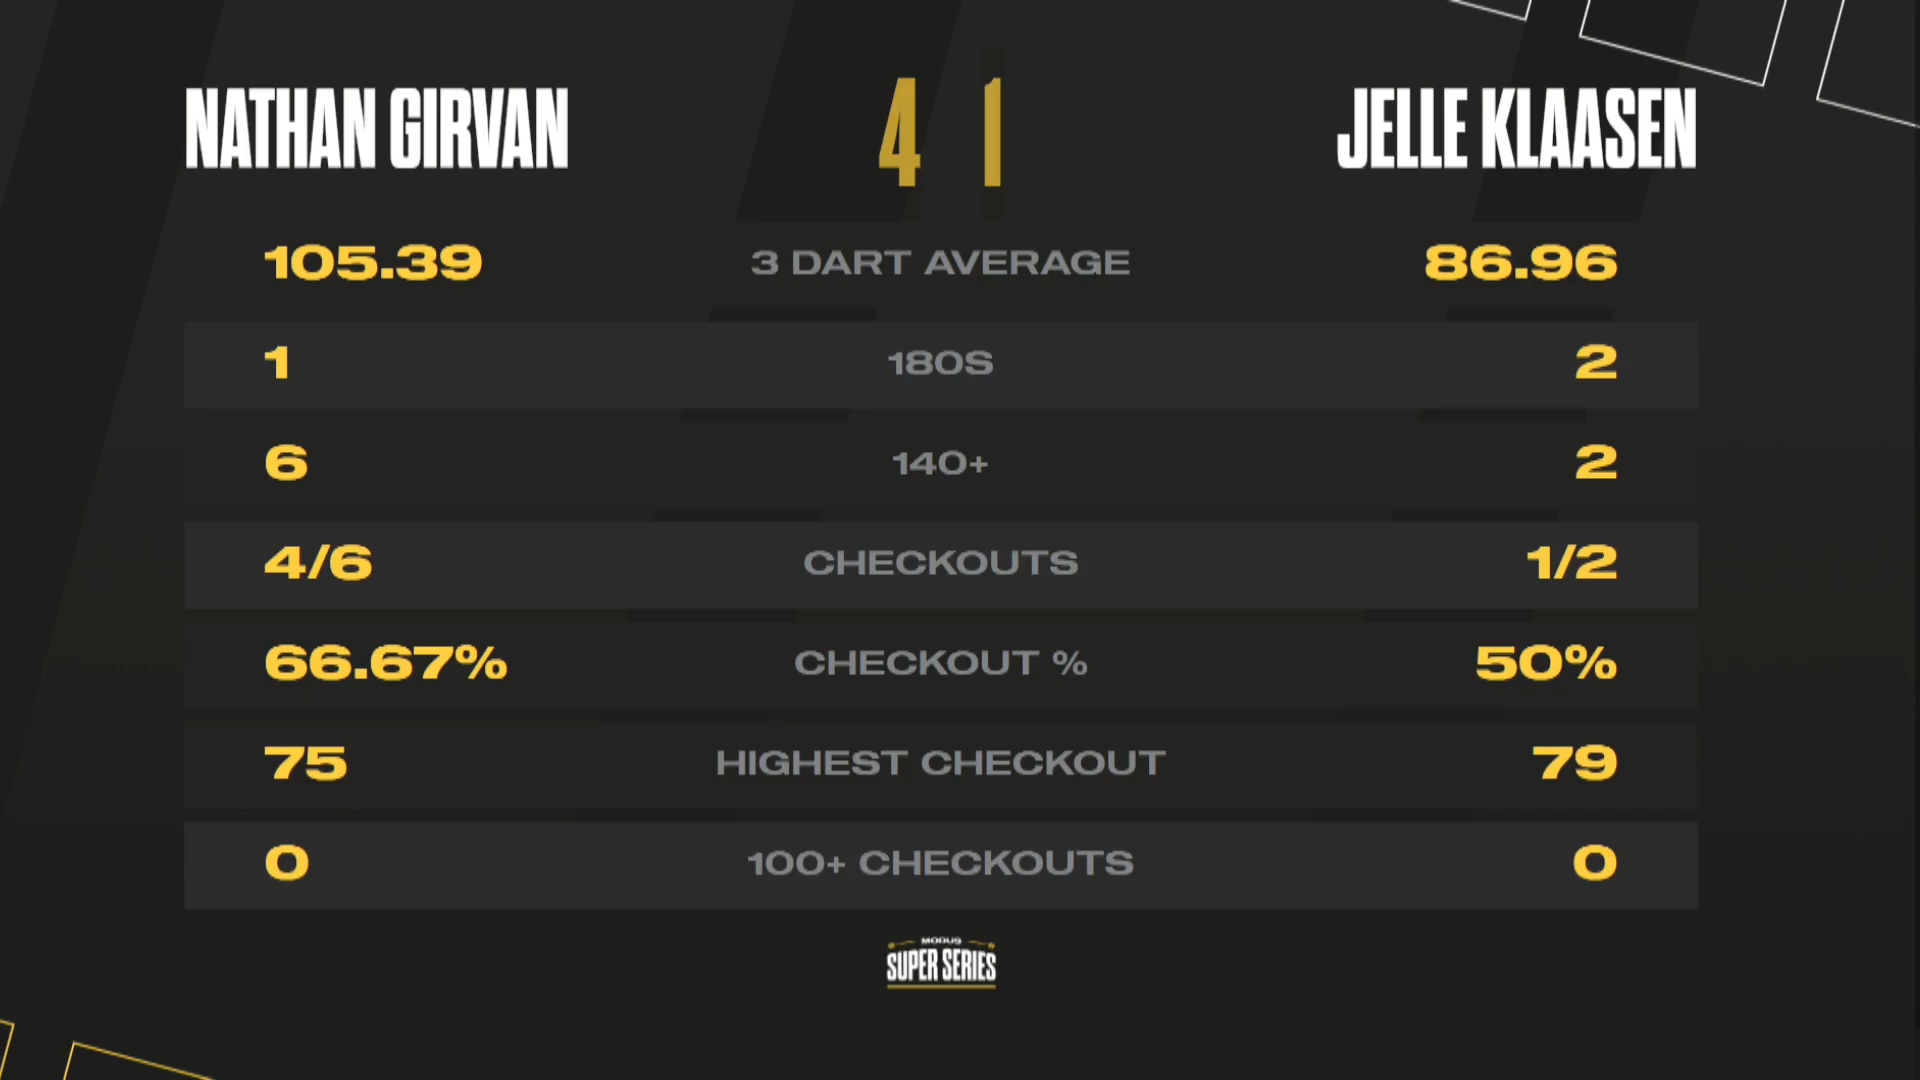 NATHAN GIRVAN 4 1 JELLE KLAASEN
105.39 3 DART AVERAGE 86.96
1 180S 2
6 140+ 2
4/6 CHECKOUTS 1/2
66.67% CHECKOUT % 50%
75 HIGHEST CHECKOUT 79
0 100+ CHECKOUTS 0
MODUS
SUPER SERIES